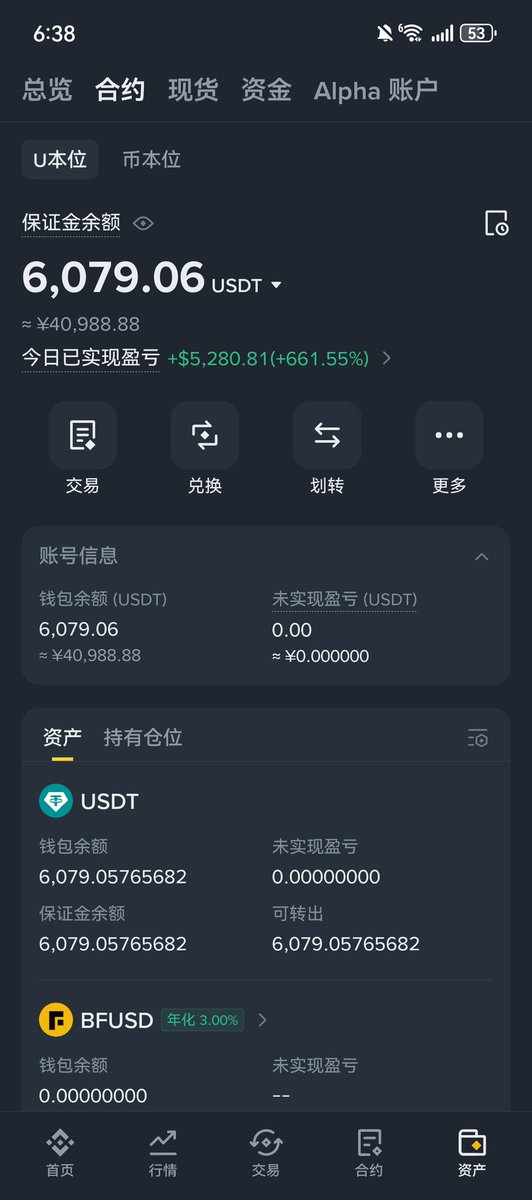 6:38
6
53
总览 合约 现货 资金 Alpha 账户
U本位 币本位
保证金余额
6,079.06 USDT
≈ ¥40,988.88
今日已实现盈亏 +$5,280.81(+661.55%)
交易 兑换 划转 更多
账号信息
钱包余额 (USDT) 未实现盈亏 (USDT)
6,079.06 0.00
≈ ¥40,988.88 ≈ ¥0.000000
资产 持有仓位
USDT
钱包余额 未实现盈亏
6,079.05765682 0.00000000
保证金余额 可转出
6,079.05765682 6,079.05765682
BFUSD 年化 3.00%
钱包余额 未实现盈亏
0.00000000 --
首页 行情 交易 合约 资产